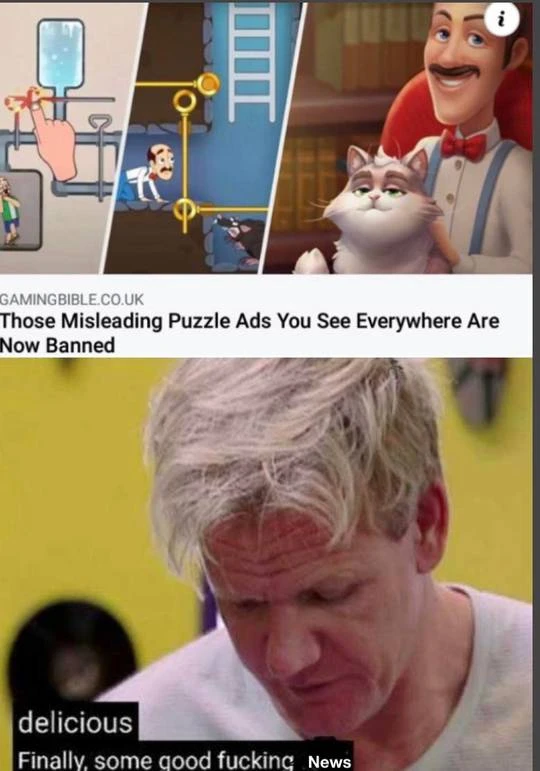 i
GAMINGBIBLE.CO.UK
Those Misleading Puzzle Ads You See Everywhere Are
Now Banned
delicious
Finally, some good fucking News